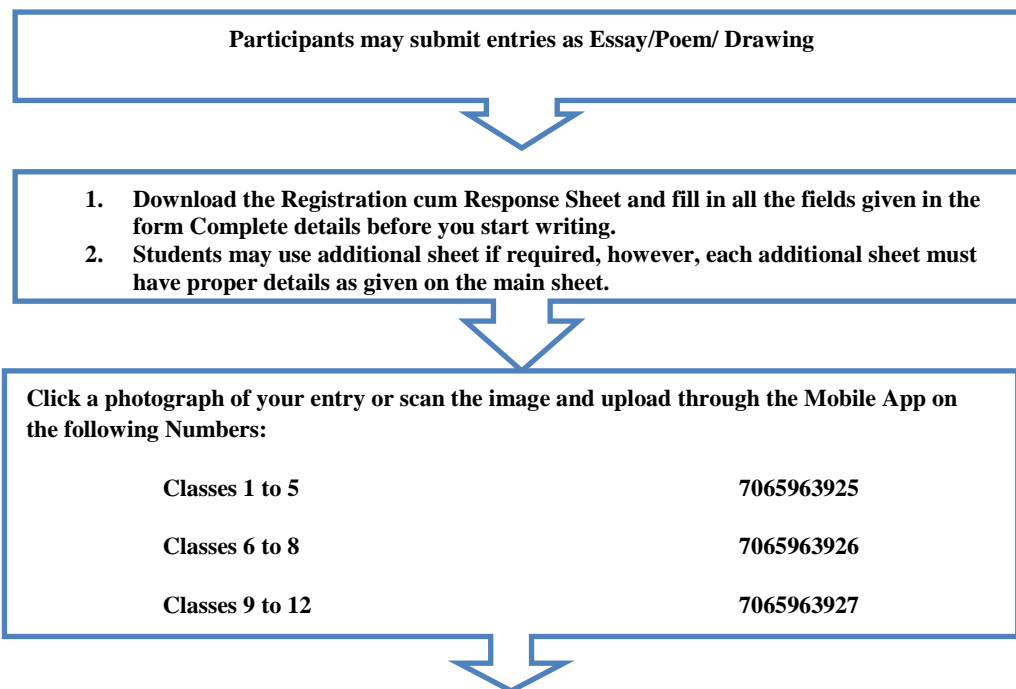 Participants may submit entries as Essay/Poem/ Drawing
1. Download the Registration cum Response Sheet and fill in all the fields given in the
form Complete details before you start writing.
2. Students may use additional sheet if required, however, each additional sheet must
have proper details as given on the main sheet.
Click a photograph of your entry or scan the image and upload through the Mobile App on
the following Numbers:
Classes 1 to 5 7065963925
Classes 6 to 8 7065963926
Classes 9 to 12 7065963927